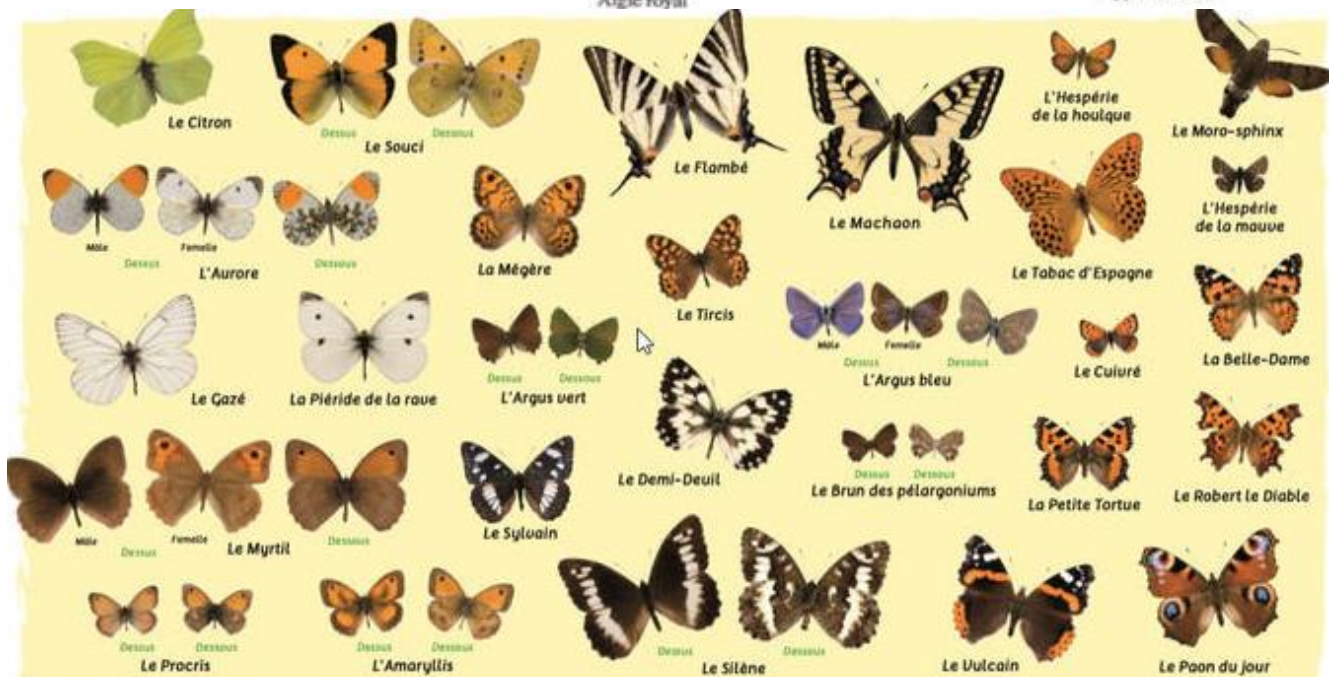 Aigle royal
Le Citron
Dessus
Dessous
Le Souci
Le Flambé
Le Machaon
L'Hespérie
de la houlque
Le Moro-sphinx
Mâle
Femelle
Dessus
Dessous
L'Aurore
La Mégère
Le Tircis
Le Tabac d'Espagne
L'Hespérie
de la mauve
Le Gazé
La Piéride de la rave
Dessus
Dessous
L'Argus vert
Mâle
Femelle
Dessus
Dessous
L'Argus bleu
Le Cuivré
La Belle-Dame
Mâle
Femelle
Dessus
Dessous
Le Myrtil
Le Sylvain
Le Demi-Deuil
Dessus
Dessous
Le Brun des pélargoniums
La Petite Tortue
Le Robert le Diable
Dessus
Dessous
Le Procris
Dessus
Dessous
L'Amaryllis
Dessus
Dessous
Le Silène
Le Vulcain
Le Paon du jour